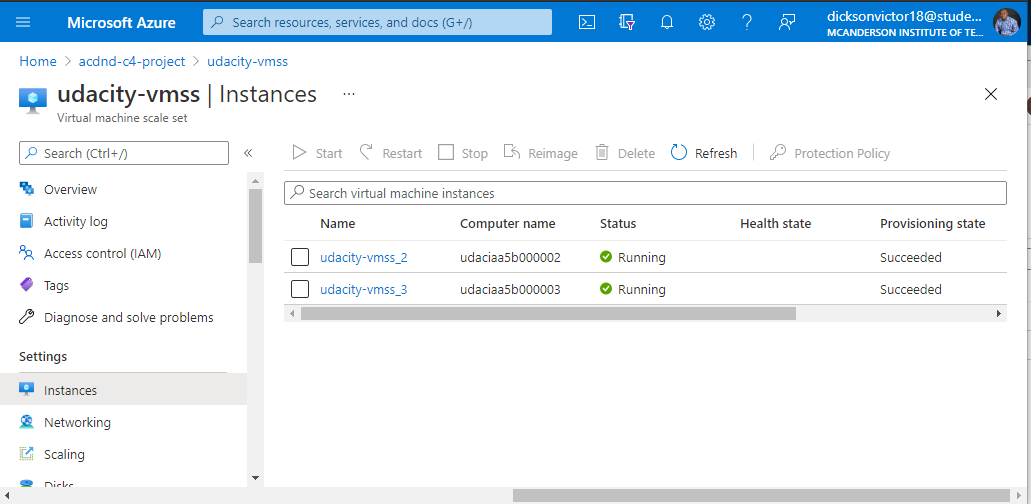 Microsoft Azure
Search resources, services, and docs (G+/)
dicksonvictor18@stude...
MCANDERSON INSTITUTE OF TE...
Home > acdnd-c4-project > udacity-vmss
udacity-vmss | Instances ...
Virtual machine scale set
Search (Ctrl+/)
«
Overview
Activity log
Access control (IAM)
Tags
Diagnose and solve problems
Settings
Instances
Networking
Scaling
Disks
Start Restart Stop Reimage Delete Refresh Protection Policy
Search virtual machine instances
Name Computer name Status Health state Provisioning state
udacity-vmss_2 udaciaa5b000002 Running Succeeded
udacity-vmss_3 udaciaa5b000003 Running Succeeded